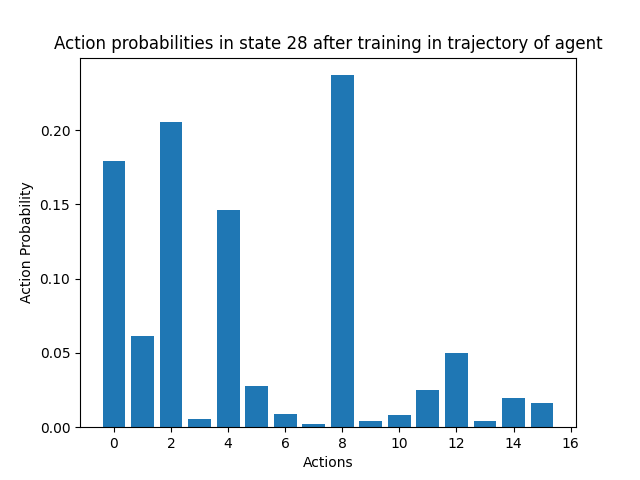 Action probabilities in state 28 after training in trajectory of agent
Action Probability
0.20
0.15
0.10
0.05
0.00
0 2 4 6 8 10 12 14 16
Actions